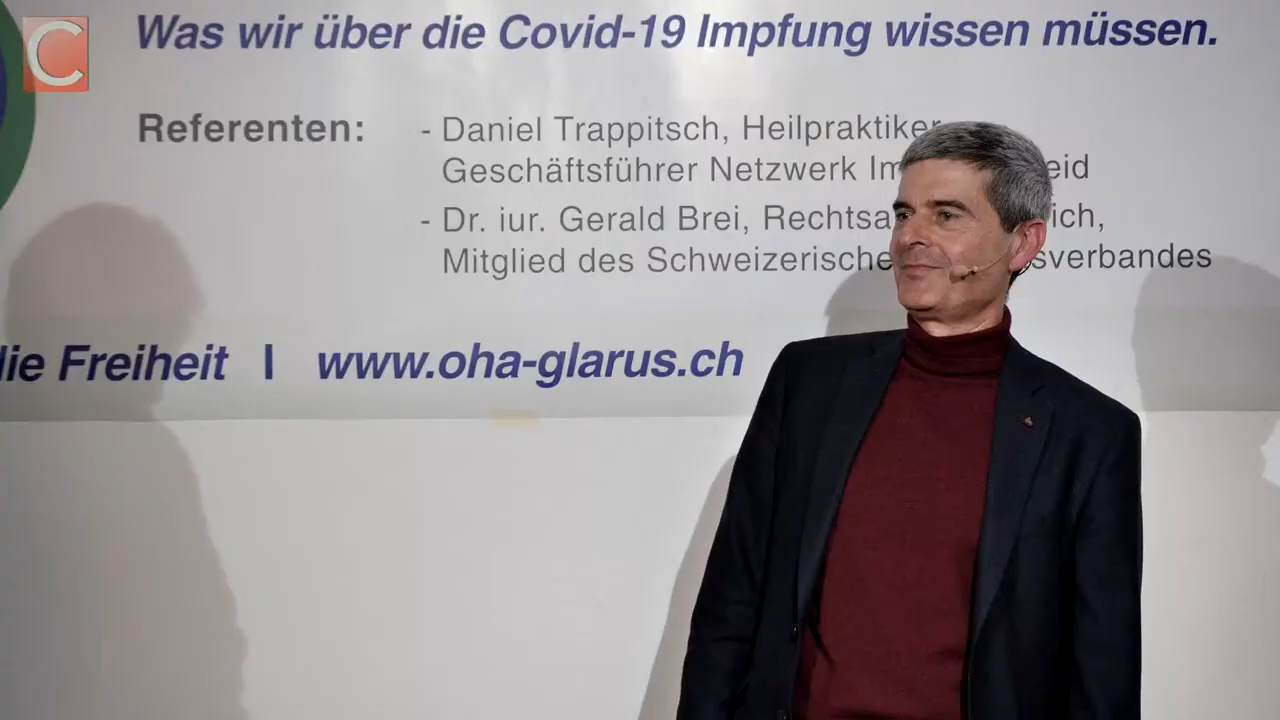 C
Was wir über die Covid-19 Impfung wissen müssen.
Referenten: - Daniel Trappitsch, Heilpraktiker
Geschäftsführer Netzwerk
- Dr. iur. Gerald Brei,
Mitglied des
die Freiheit | www.oha-glarus.ch